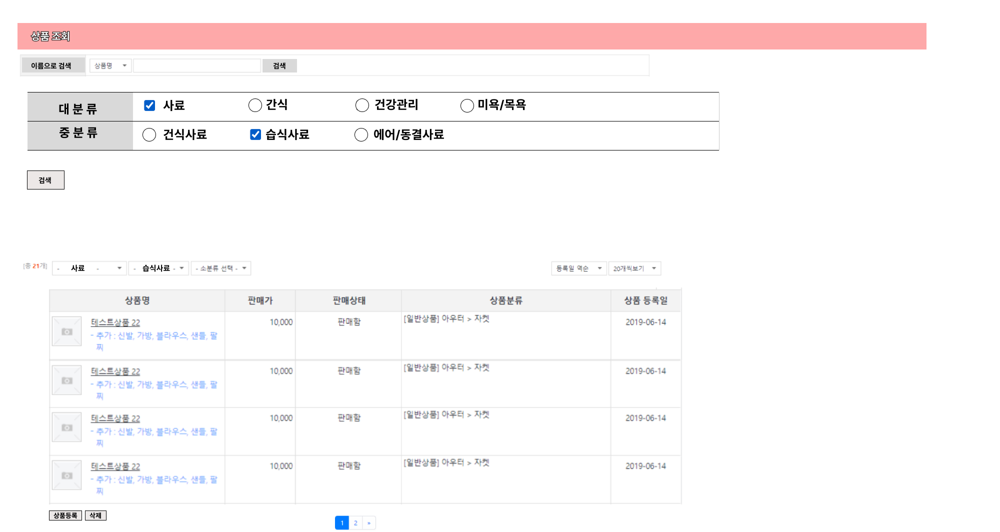 상품 조회
이름으로 검색 상품명 검색
대 분 류 사료 간식 건강관리 미욕/목욕
중 분 류 건식사료 습식사료 에어/동결사료
검색
[총 21개] - 사료 - - 습식사료 - - 소분류 선택 - 등록일 역순 20개씩보기
상품명 판매가 판매상태 상품분류 상품 등록일
테스트상품 22 10,000 판매함 [일반상품] 아우터 > 자켓 2019-06-14
- 추가 : 신발, 가방, 블라우스, 샌들, 팔
찌
테스트상품 22 10,000 판매함 [일반상품] 아우터 > 자켓 2019-06-14
- 추가 : 신발, 가방, 블라우스, 샌들, 팔
찌
테스트상품 22 10,000 판매함 [일반상품] 아우터 > 자켓 2019-06-14
- 추가 : 신발, 가방, 블라우스, 샌들, 팔
찌
테스트상품 22 10,000 판매함 [일반상품] 아우터 > 자켓 2019-06-14
- 추가 : 신발, 가방, 블라우스, 샌들, 팔
찌
상품등록 삭제
1 2 »